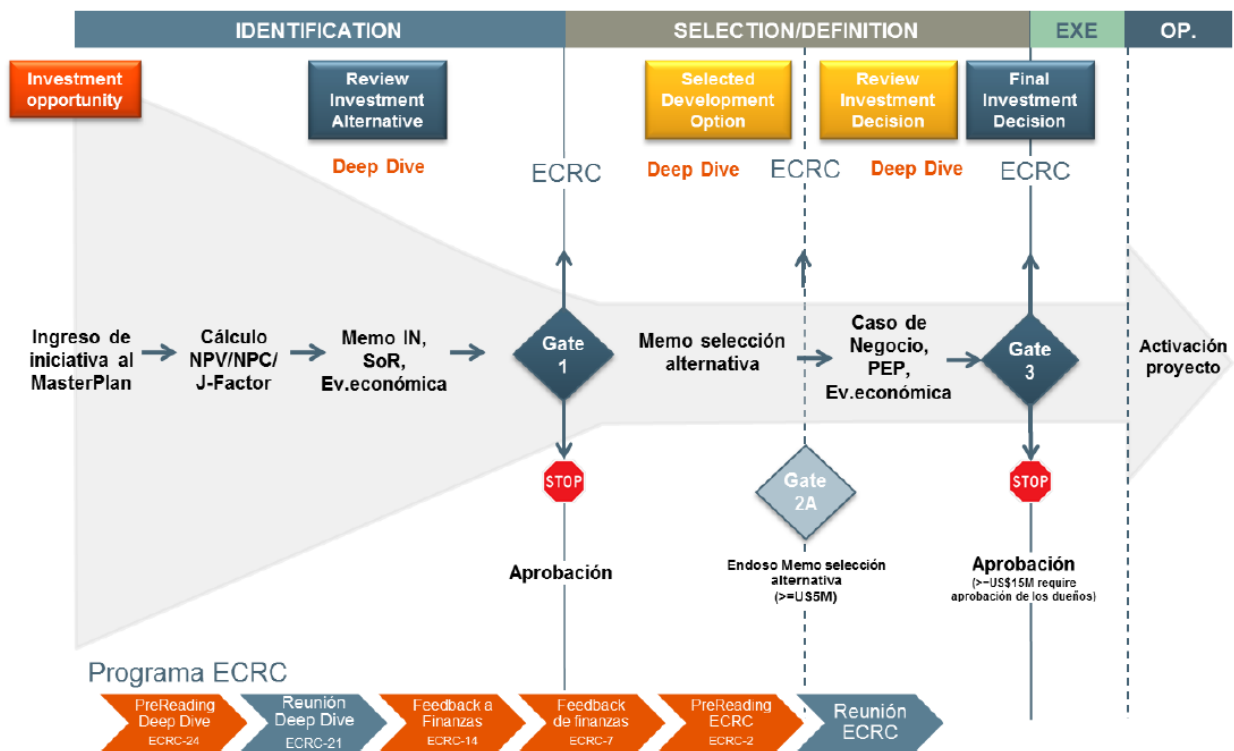 IDENTIFICATION
SELECTION/DEFINITION
EXE
OP.
Investment
opportunity
Review
Investment
Alternative
Selected
Development
Option
Review
Investment
Decision
Final
Investment
Decision
Deep Dive
ECRC
Deep Dive
ECRC
Deep Dive
ECRC
Ingreso de
iniciativa al
MasterPlan
Cálculo
NPV/NPC/
J-Factor
Memo IN,
SoR,
Ev.económica
Gate
1
Memo selección
alternativa
Caso de
Negocio,
PEP,
Ev.económica
Gate
3
Activación
proyecto
STOP
Gate
2A
STOP
Aprobación
Endoso Memo selección
alternativa
(>=US5M)
Aprobación
(>=US$15M require
aprobación de los dueños)
Programa ECRC
PreReading
Deep Dive
ECRC-24
Reunión
Deep Dive
ECRC-21
Feedback a
Finanzas
ECRC-14
Feedback
de finanzas
ECRC-7
PreReading
ECRC
ECRC-2
Reunión
ECRC